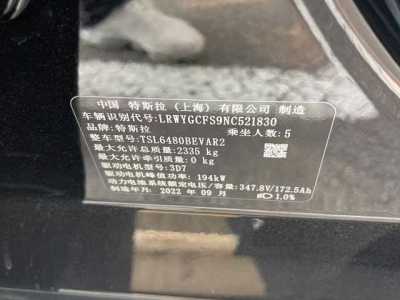 中国 特斯拉（上海）有限公司 制造
车辆识别代号: LRWYGCFS9NC521830
品牌: 特斯拉 乘坐人数: 5
整车型号: TSL6480BEVAR2
最大允许总质量: 2335 kg
最大允许牵引质量: 0 kg
驱动电机型号: 3D7
驱动电机峰值功率: 194kW
动力电池系统额定电压/容量: 347.8V/172.5Ah
制造年月: 2022 年 09 月 1.0%